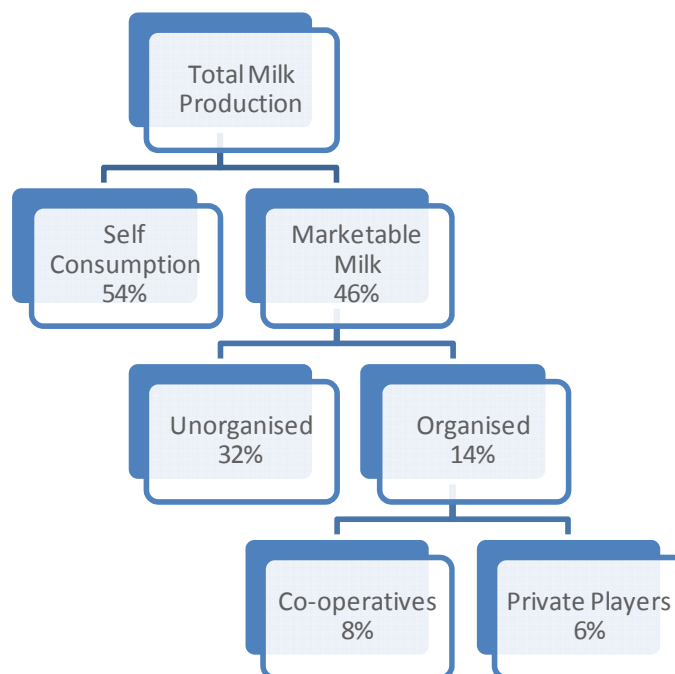 Total Milk
Production
Self
Consumption
54%
Marketable
Milk
46%
Unorganised
32%
Organised
14%
Co-operatives
8%
Private Players
6%